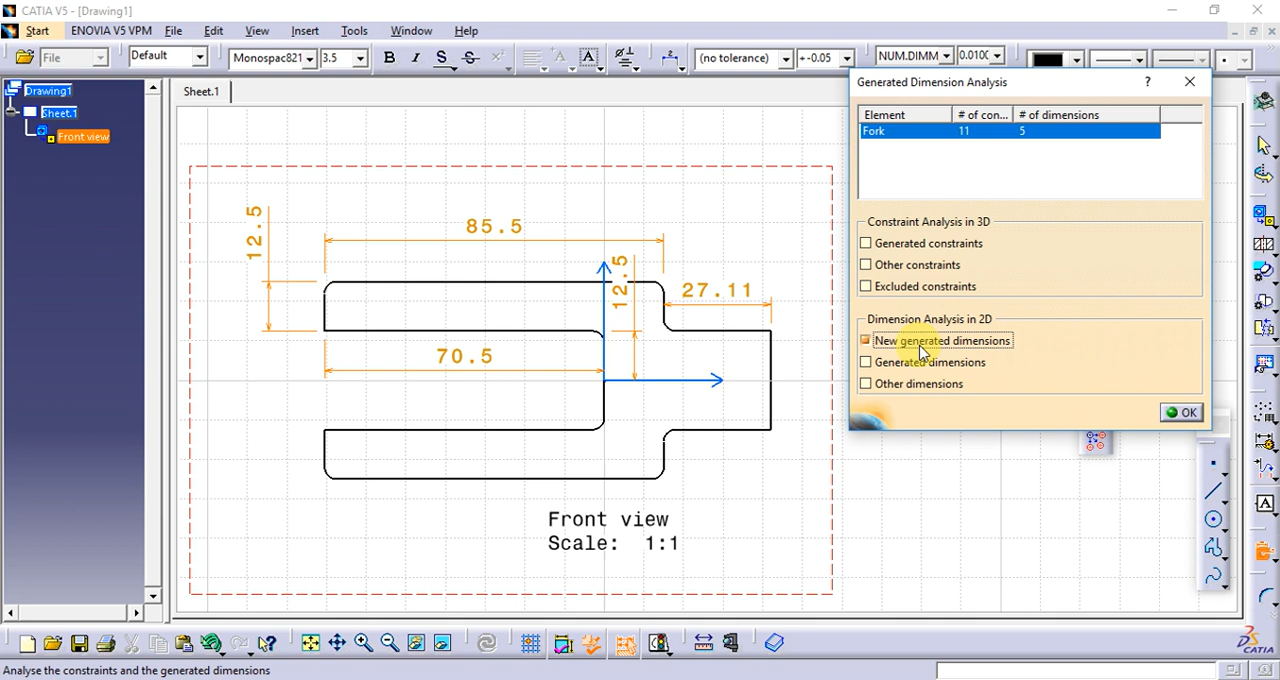 CATIA V5 - [Drawing1]
Start ENOVIA V5 VPM File Edit View Insert Tools Window Help
File Default Monospac821 3.5 B I S S (no tolerance) +-0.05 NUM.DIMM 0.010
Drawing1
Sheet.1
Front view
Sheet.1
12.5
85.5
12.5
27.11
70.5
Front view
Scale: 1:1
Generated Dimension Analysis ?
Element # of con... # of dimensions
Fork 11 5
Constraint Analysis in 3D
Generated constraints
Other constraints
Excluded constraints
Dimension Analysis in 2D
New generated dimensions
Generated dimensions
Other dimensions
OK
DS CATIA
Analyse the constraints and the generated dimensions